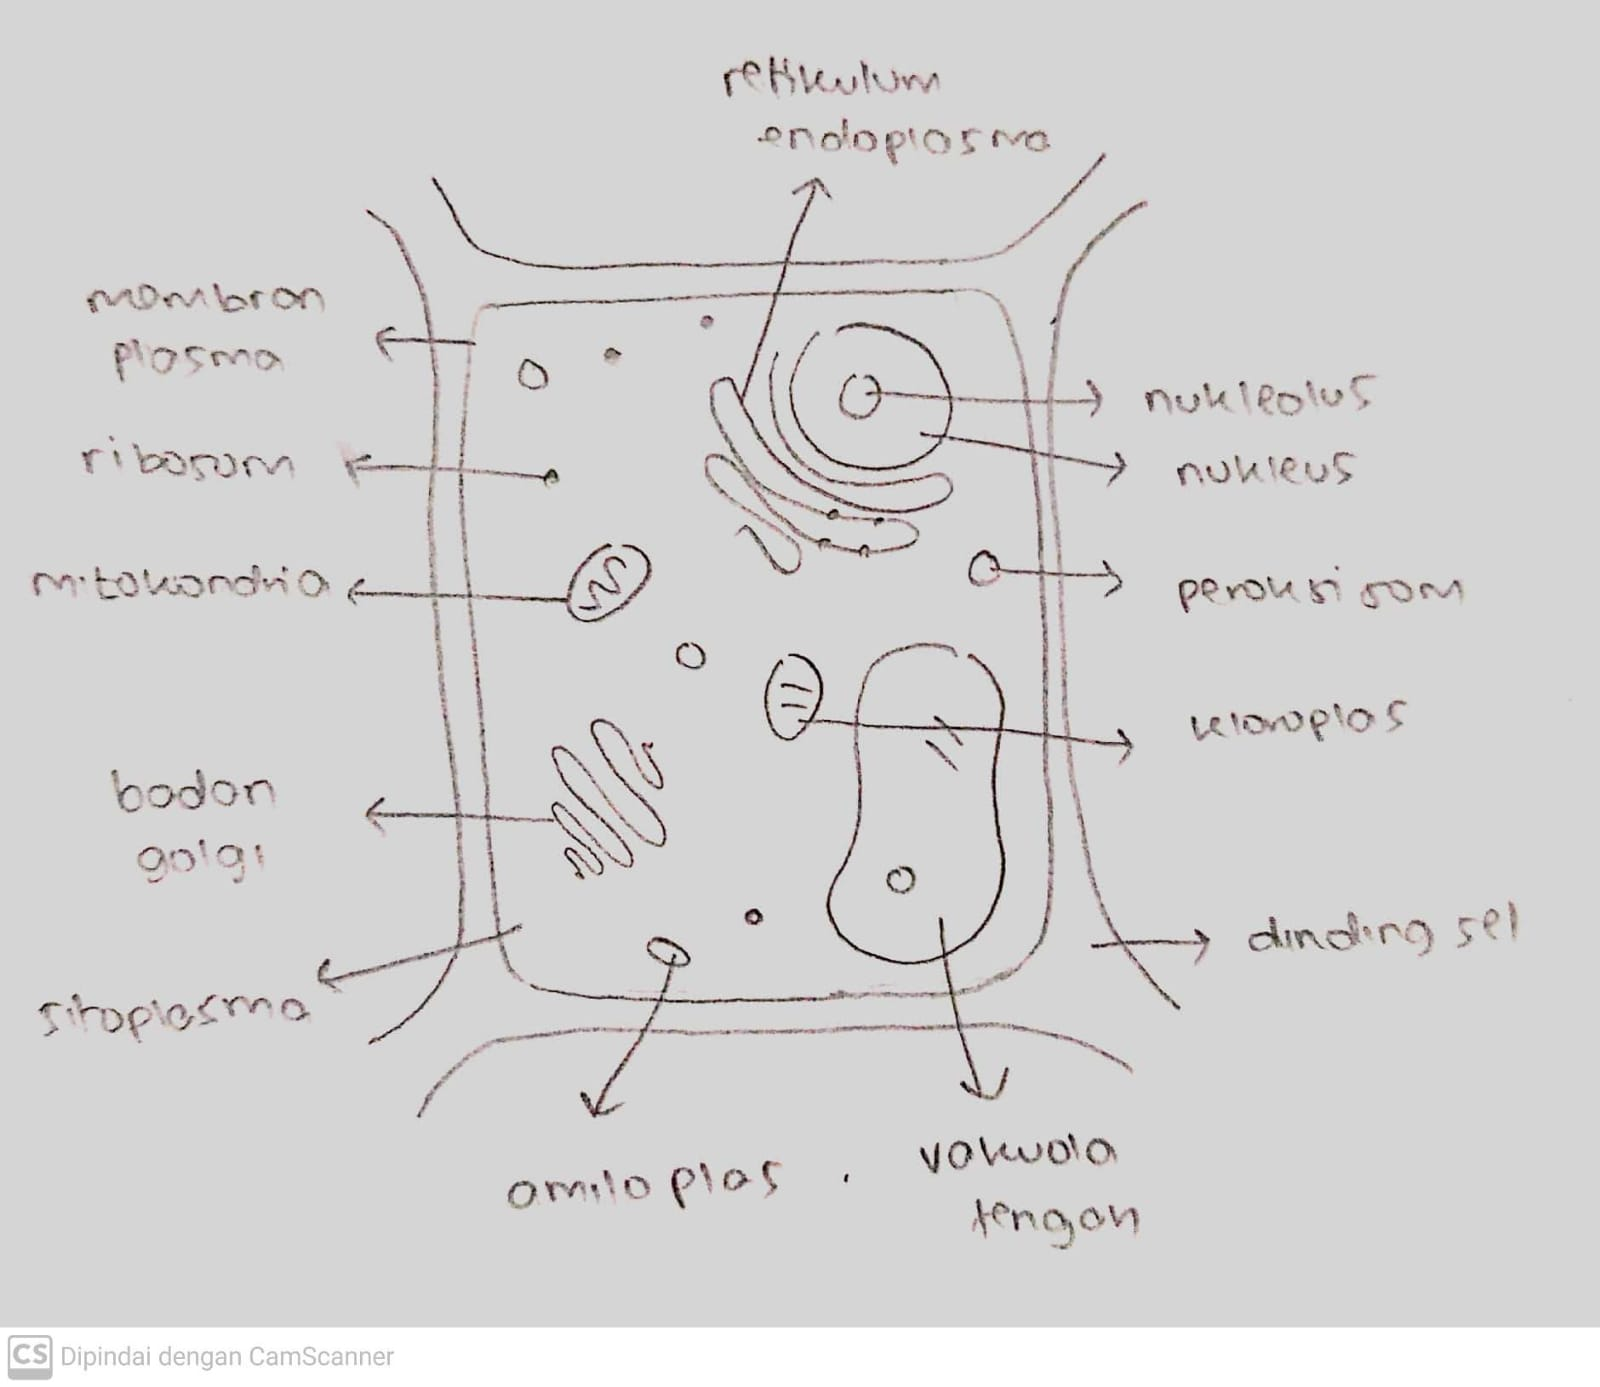 retikulum
endoplasma
membran
plasma
nukleolus
ribosom
nukleus
mitokondria
peroksisom
kloroplas
badan
golgi
dinding sel
sitoplasma
amiloplas
vakuola
tengah
CS Dipindai dengan CamScanner